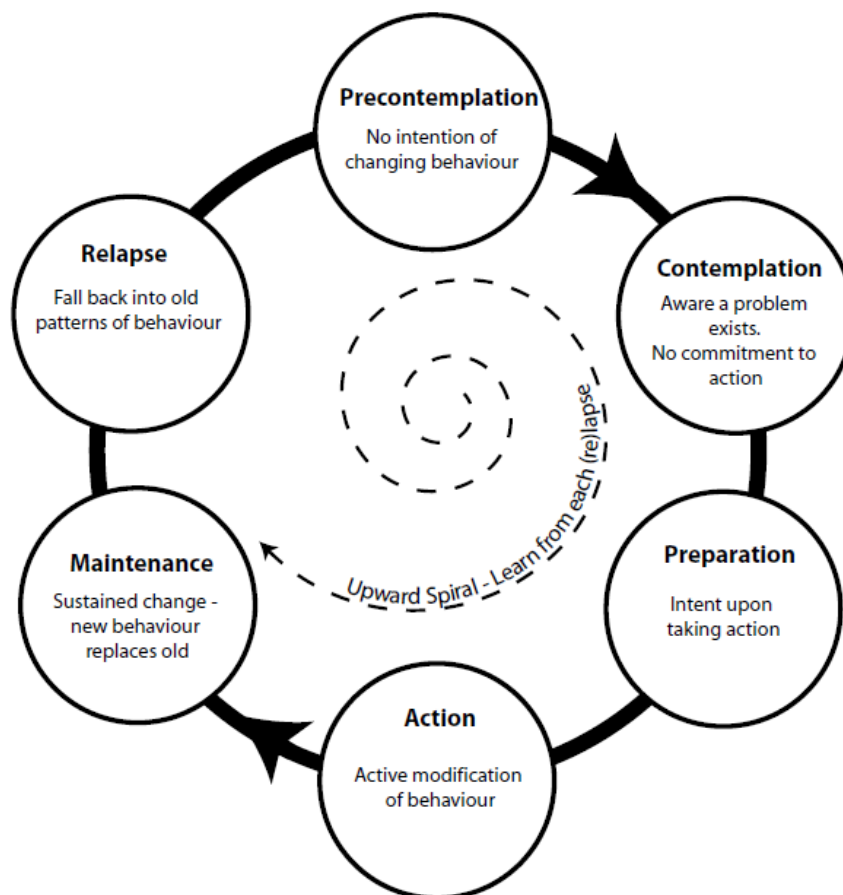 Precontemplation
No intention of
changing behaviour
Contemplation
Aware a problem
exists.
No commitment to
action
Preparation
Intent upon
taking action
Action
Active modification
of behaviour
Maintenance
Sustained change -
new behaviour
replaces old
Relapse
Fall back into old
patterns of behaviour
Upward Spiral - Learn from each (re)lapse